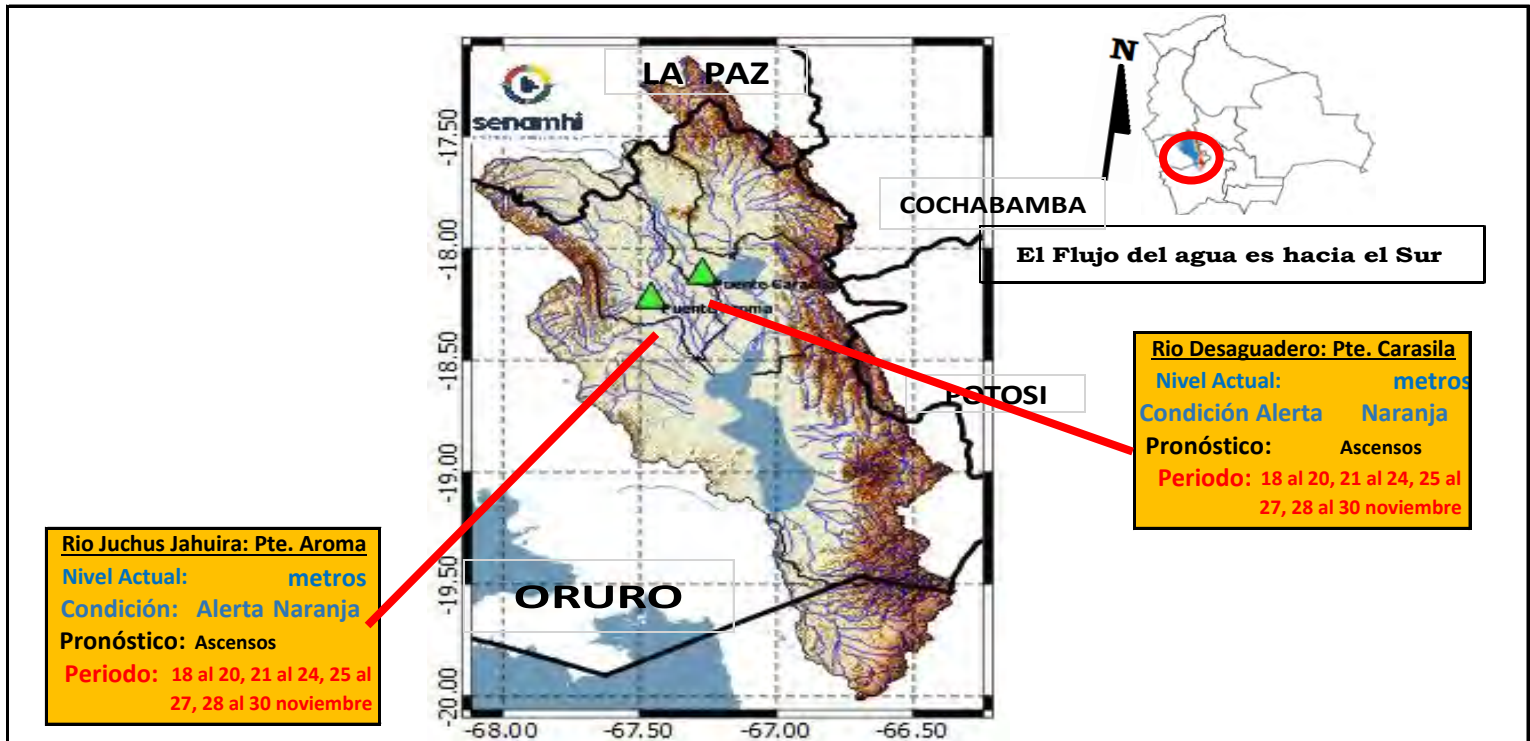 LA PAZ
N
senamhi
COCHABAMBA
El Flujo del agua es hacia el Sur
POTOSI
Rio Desaguadero: Pte. Carasila
Nivel Actual: metros
Condición Alerta Naranja
Pronóstico: Ascensos
Periodo: 18 al 20, 21 al 24, 25 al
27, 28 al 30 noviembre
Rio Juchus Jahuira: Pte. Aroma
Nivel Actual: metros
Condición: Alerta Naranja
Pronóstico: Ascensos
Periodo: 18 al 20, 21 al 24, 25 al
27, 28 al 30 noviembre
ORURO
-17.50
-18.00
-18.50
-19.00
-19.50
-20.00
-68.00 -67.50 -67.00 -66.50